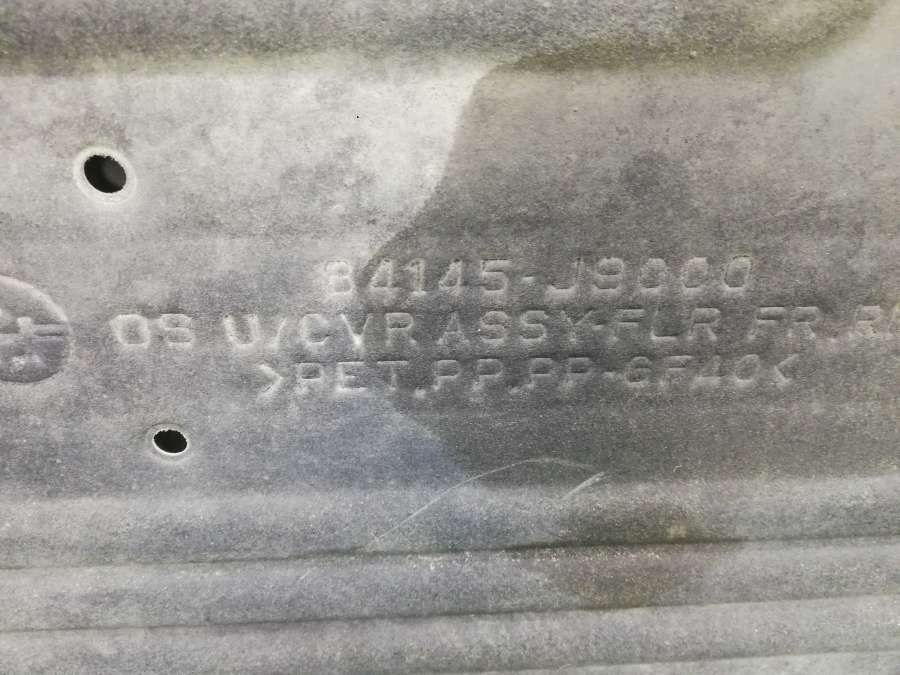 84145-J9000
OS U/CVR ASSY-FLR FR.R
>PET.PP.PP-GF40<